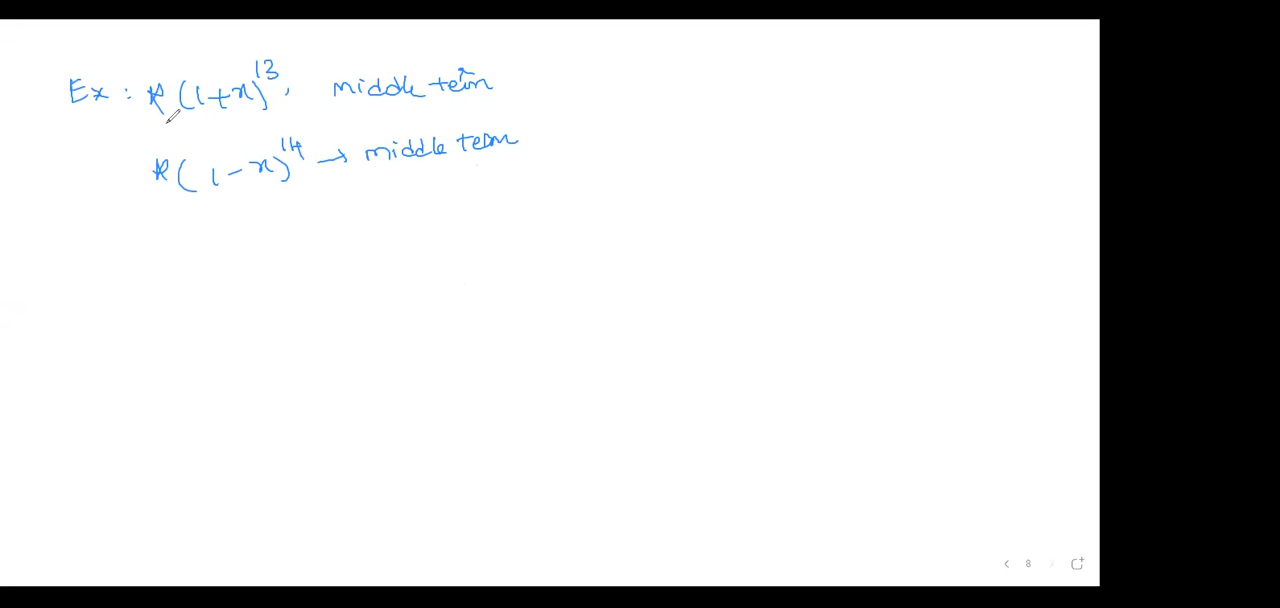 Ex : * (1+x)^13, middle term
* (1-x)^14 → middle term
8